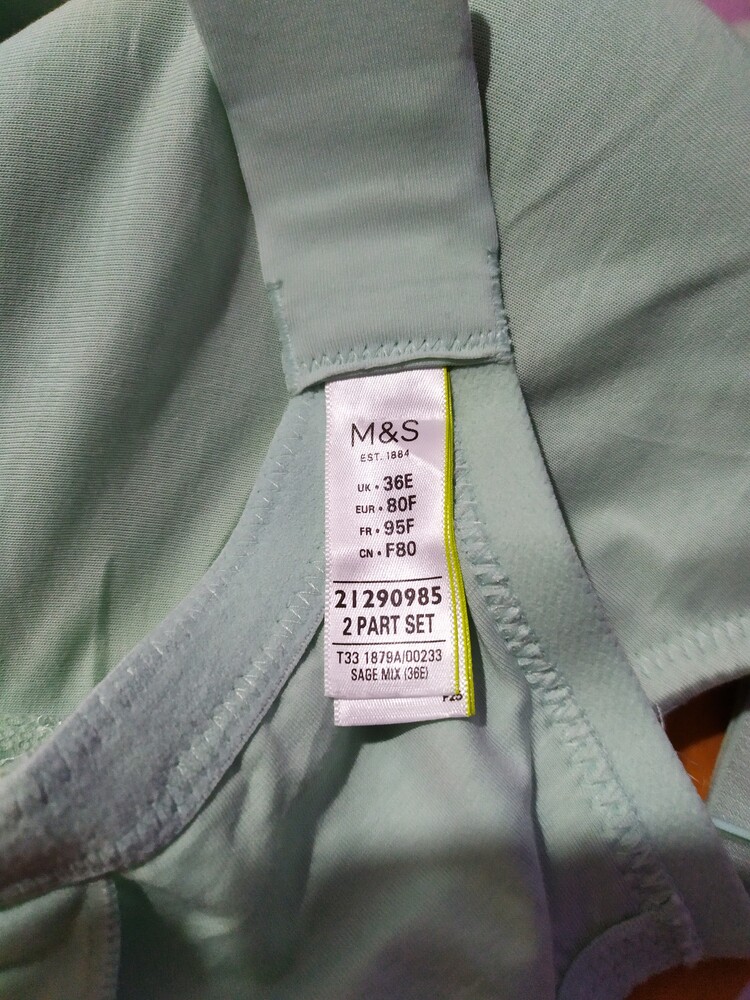 M&S
EST. 1884
UK • 36E
EUR • 80F
FR • 95F
CN • F80
21290985
2 PART SET
T33 1879A/00233
SAGE MIX (36E)